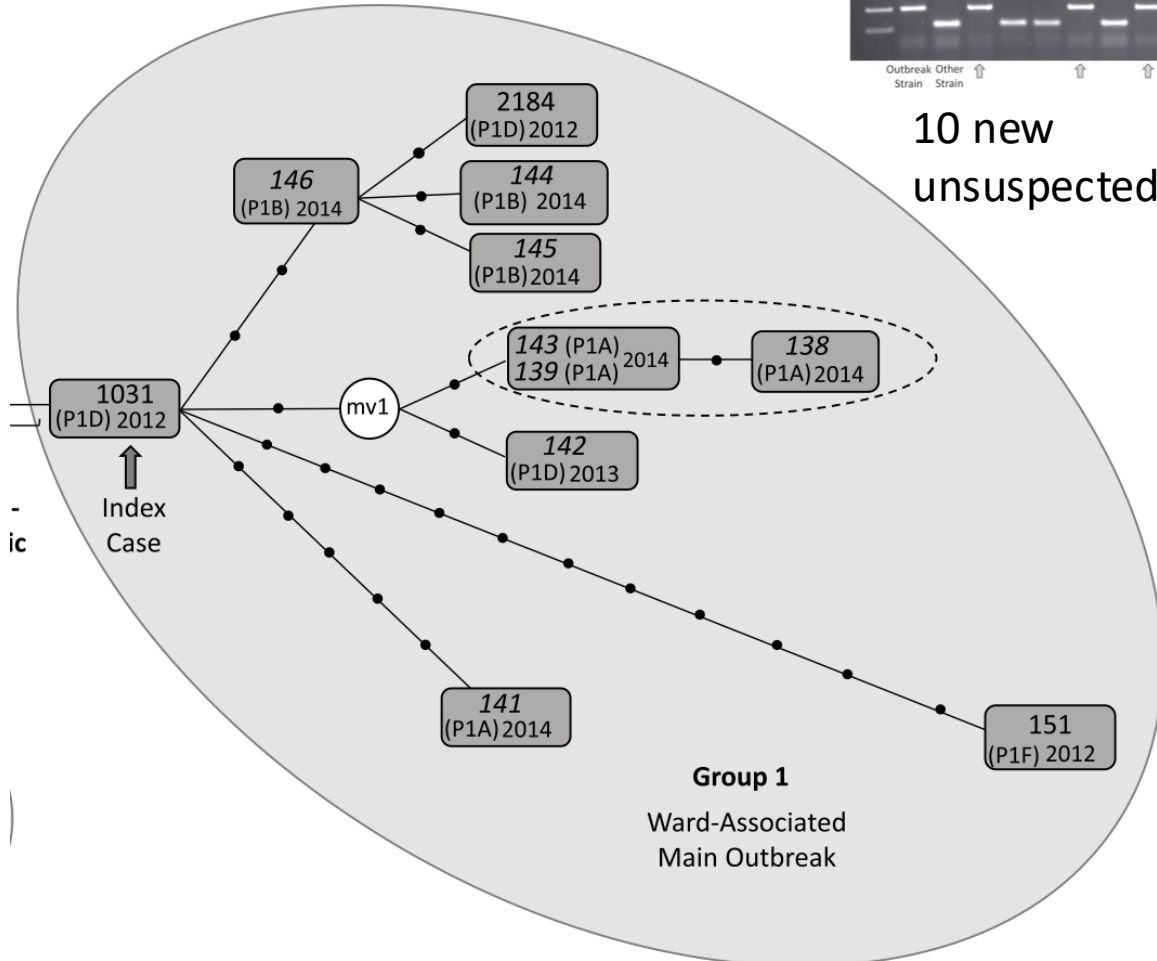 Outbreak Other
Strain Strain
10 new
unsuspected
2184
(P1D) 2012
146
(P1B) 2014
144
(P1B) 2014
145
(P1B) 2014
143 (P1A)
139 (P1A)
2014
138
(P1A) 2014
1031
(P1D) 2012
mv1
142
(P1D) 2013
-
ic
Index
Case
141
(P1A) 2014
151
(P1F) 2012
Group 1
Ward-Associated
Main Outbreak